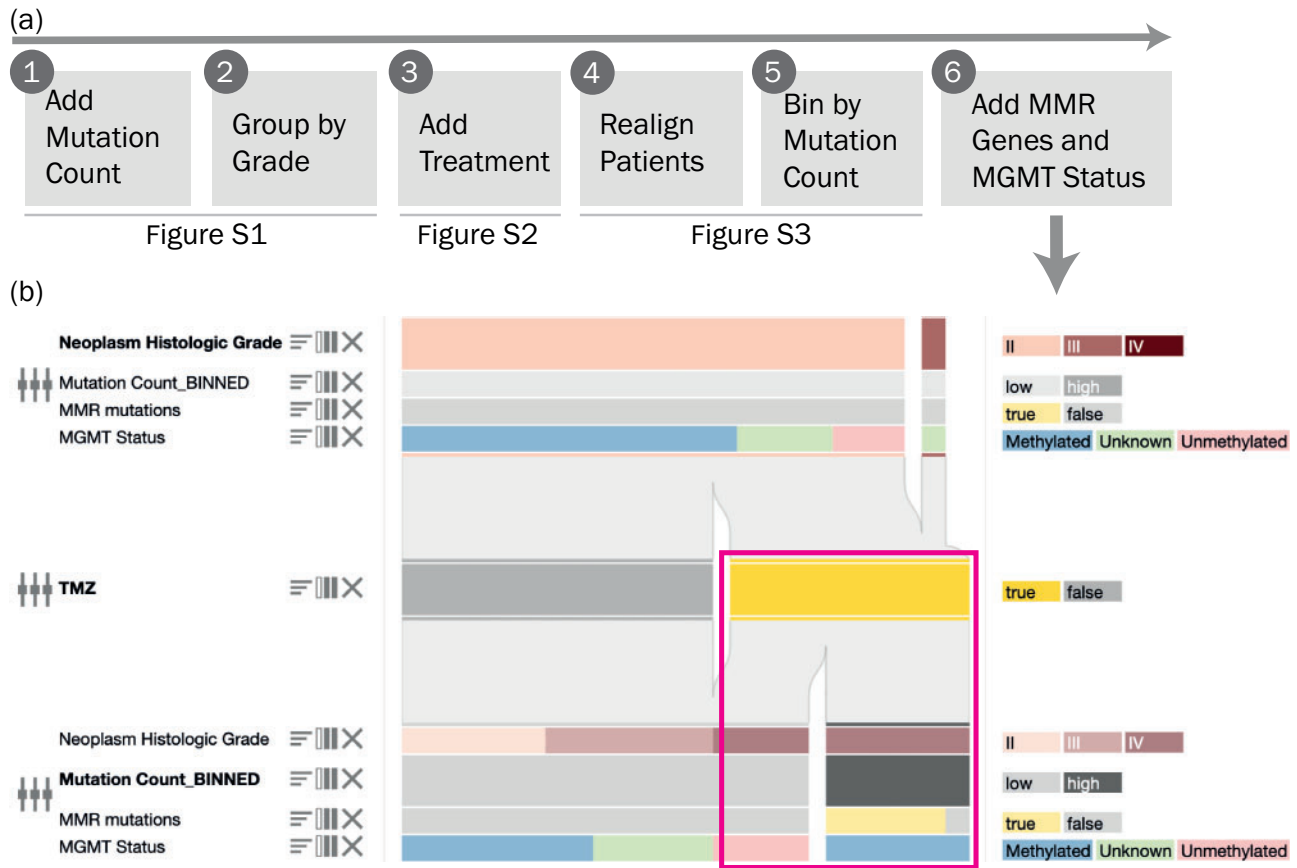 (a)
1
Add
Mutation
Count
2
Group by
Grade
3
Add
Treatment
4
Realign
Patients
5
Bin by
Mutation
Count
6
Add MMR
Genes and
MGMT Status
Figure S1
Figure S2
Figure S3
(b)
Neoplasm Histologic Grade
II III IV
Mutation Count_BINNED
low high
MMR mutations
true false
MGMT Status
Methylated Unknown Unmethylated
TMZ
true false
Neoplasm Histologic Grade
II III IV
Mutation Count_BINNED
low high
MMR mutations
true false
MGMT Status
Methylated Unknown Unmethylated